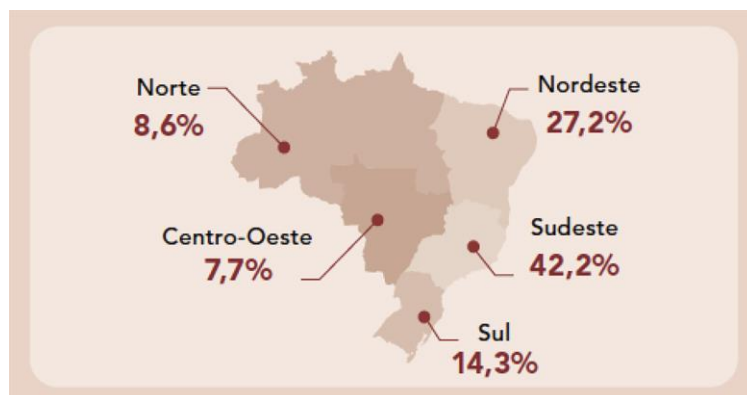 Norte
8,6%
Nordeste
27,2%
Centro-Oeste
7,7%
Sudeste
42,2%
Sul
14,3%